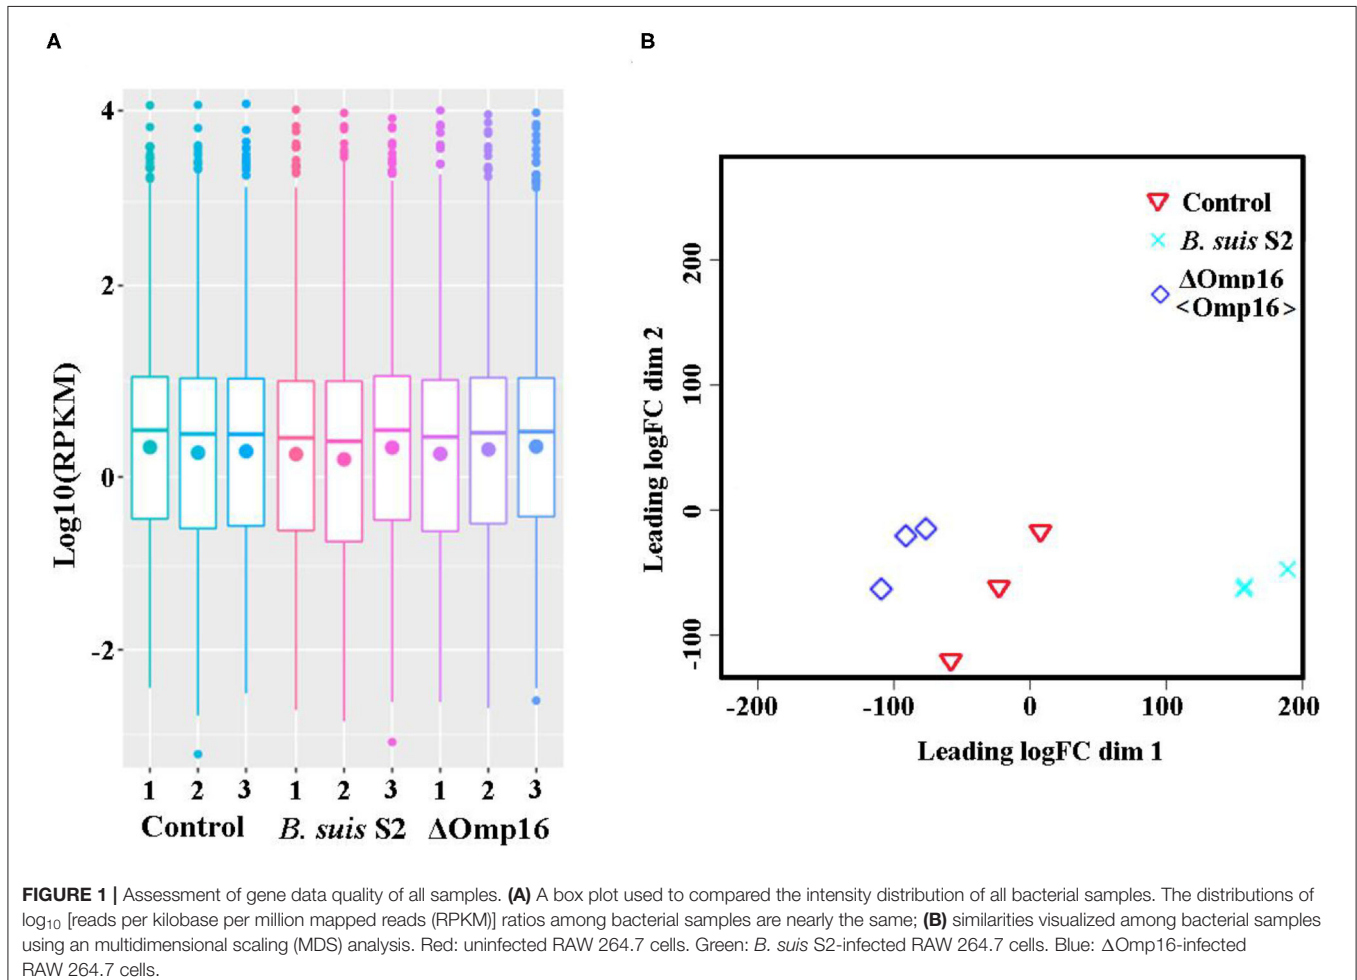 A
B
4
2
0
-2
Log10(RPKM)
1 2 3 1 2 3 1 2 3
Control B. suis S2 ΔOmp16
Control
B. suis S2
ΔOmp16
<Omp16>
200
100
0
-100
Leading logFC dim 2
-200 -100 0 100 200
Leading logFC dim 1
FIGURE 1 | Assessment of gene data quality of all samples. (A) A box plot used to compared the intensity distribution of all bacterial samples. The distributions of
log10 [reads per kilobase per million mapped reads (RPKM)] ratios among bacterial samples are nearly the same; (B) similarities visualized among bacterial samples
using an multidimensional scaling (MDS) analysis. Red: uninfected RAW 264.7 cells. Green: B. suis S2-infected RAW 264.7 cells. Blue: ΔOmp16-infected
RAW 264.7 cells.